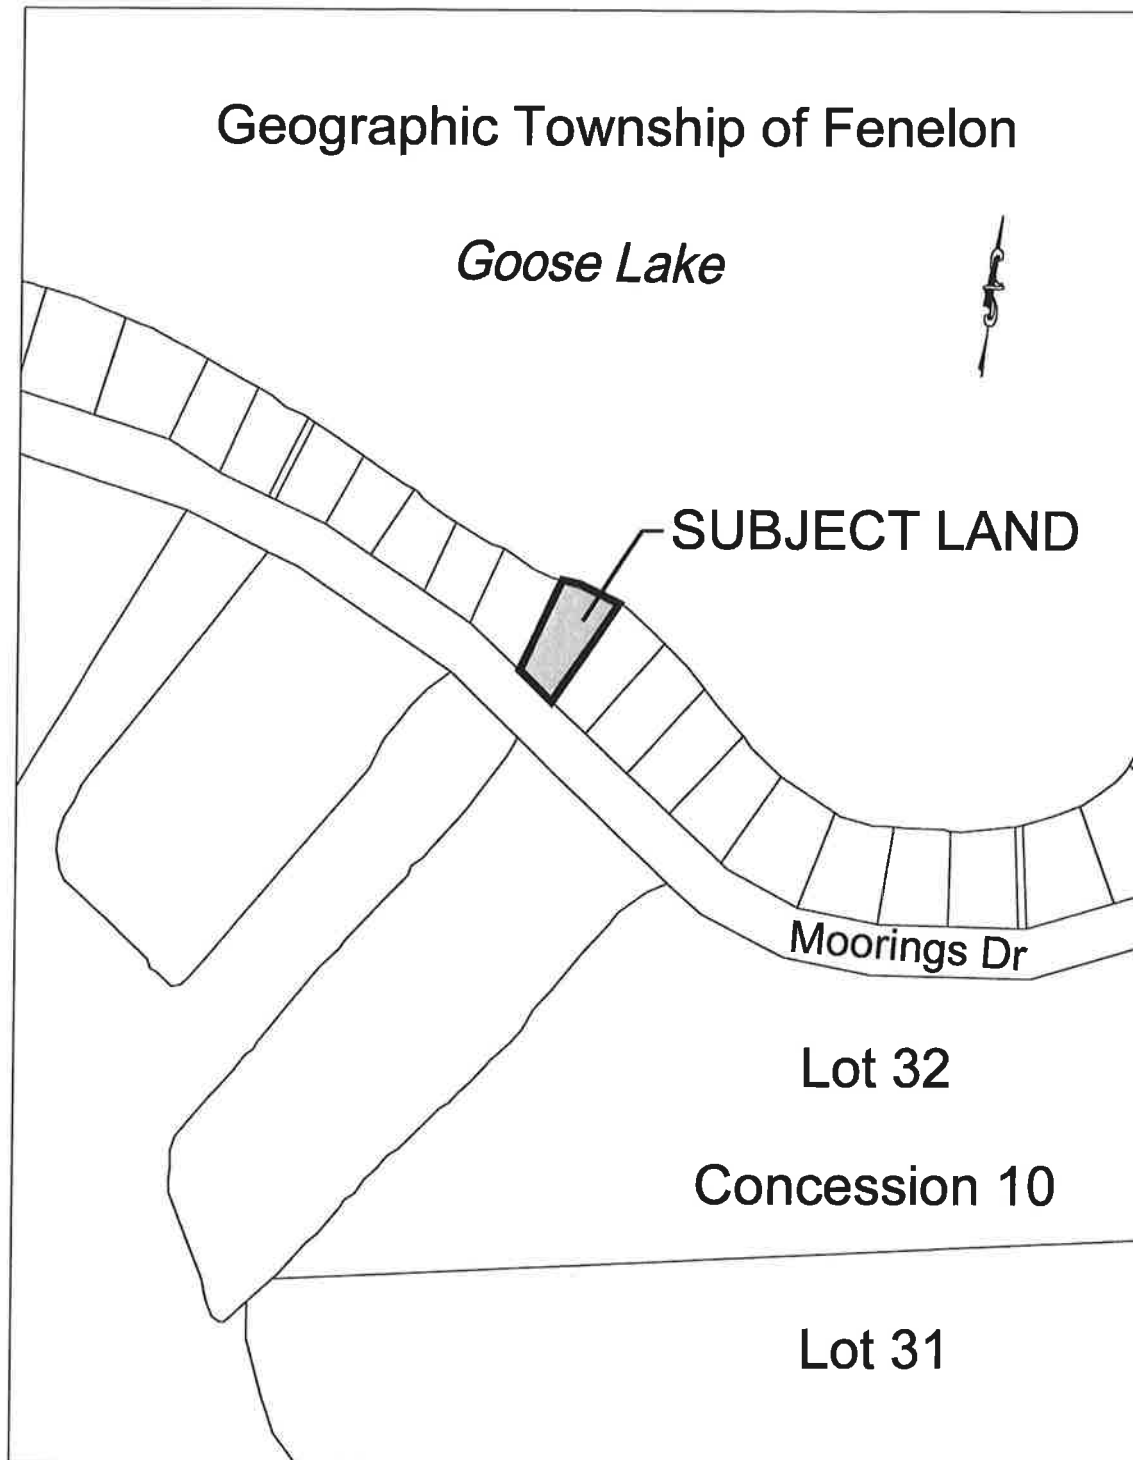 Geographic Township of Fenelon
Goose Lake
SUBJECT LAND
Moorings Dr
Lot 32
Concession 10
Lot 31